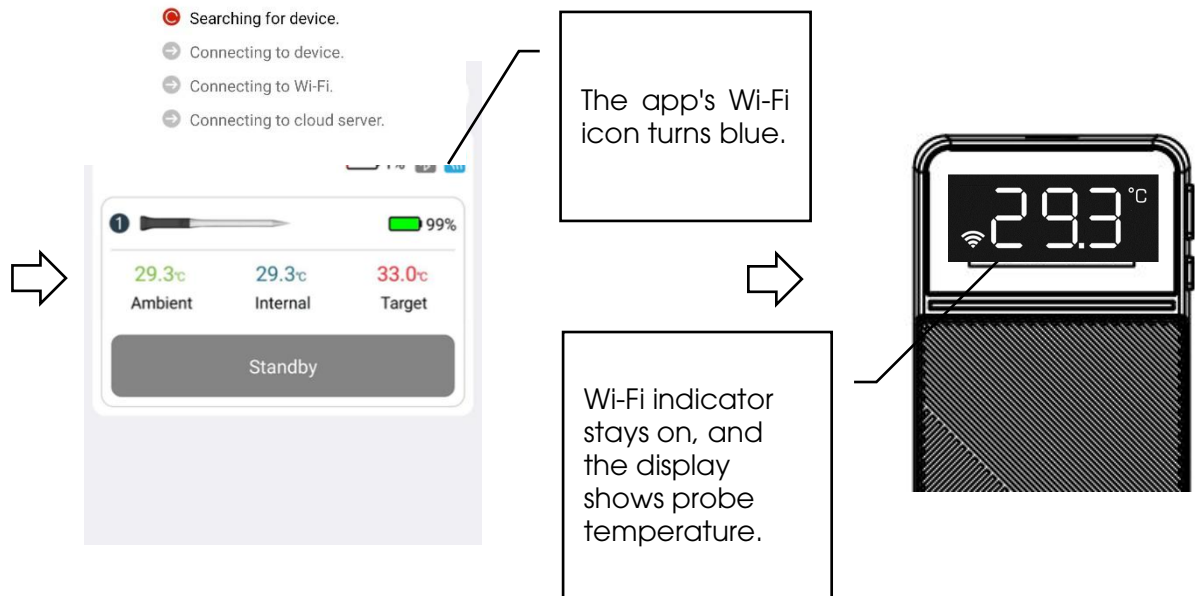 Searching for device.
Connecting to device.
Connecting to Wi-Fi.
Connecting to cloud server.
The app's Wi-Fi
icon turns blue.
1 99%
29.3℃ 29.3℃ 33.0℃
Ambient Internal Target
Standby
29.3 °C
Wi-Fi indicator
stays on, and
the display
shows probe
temperature.